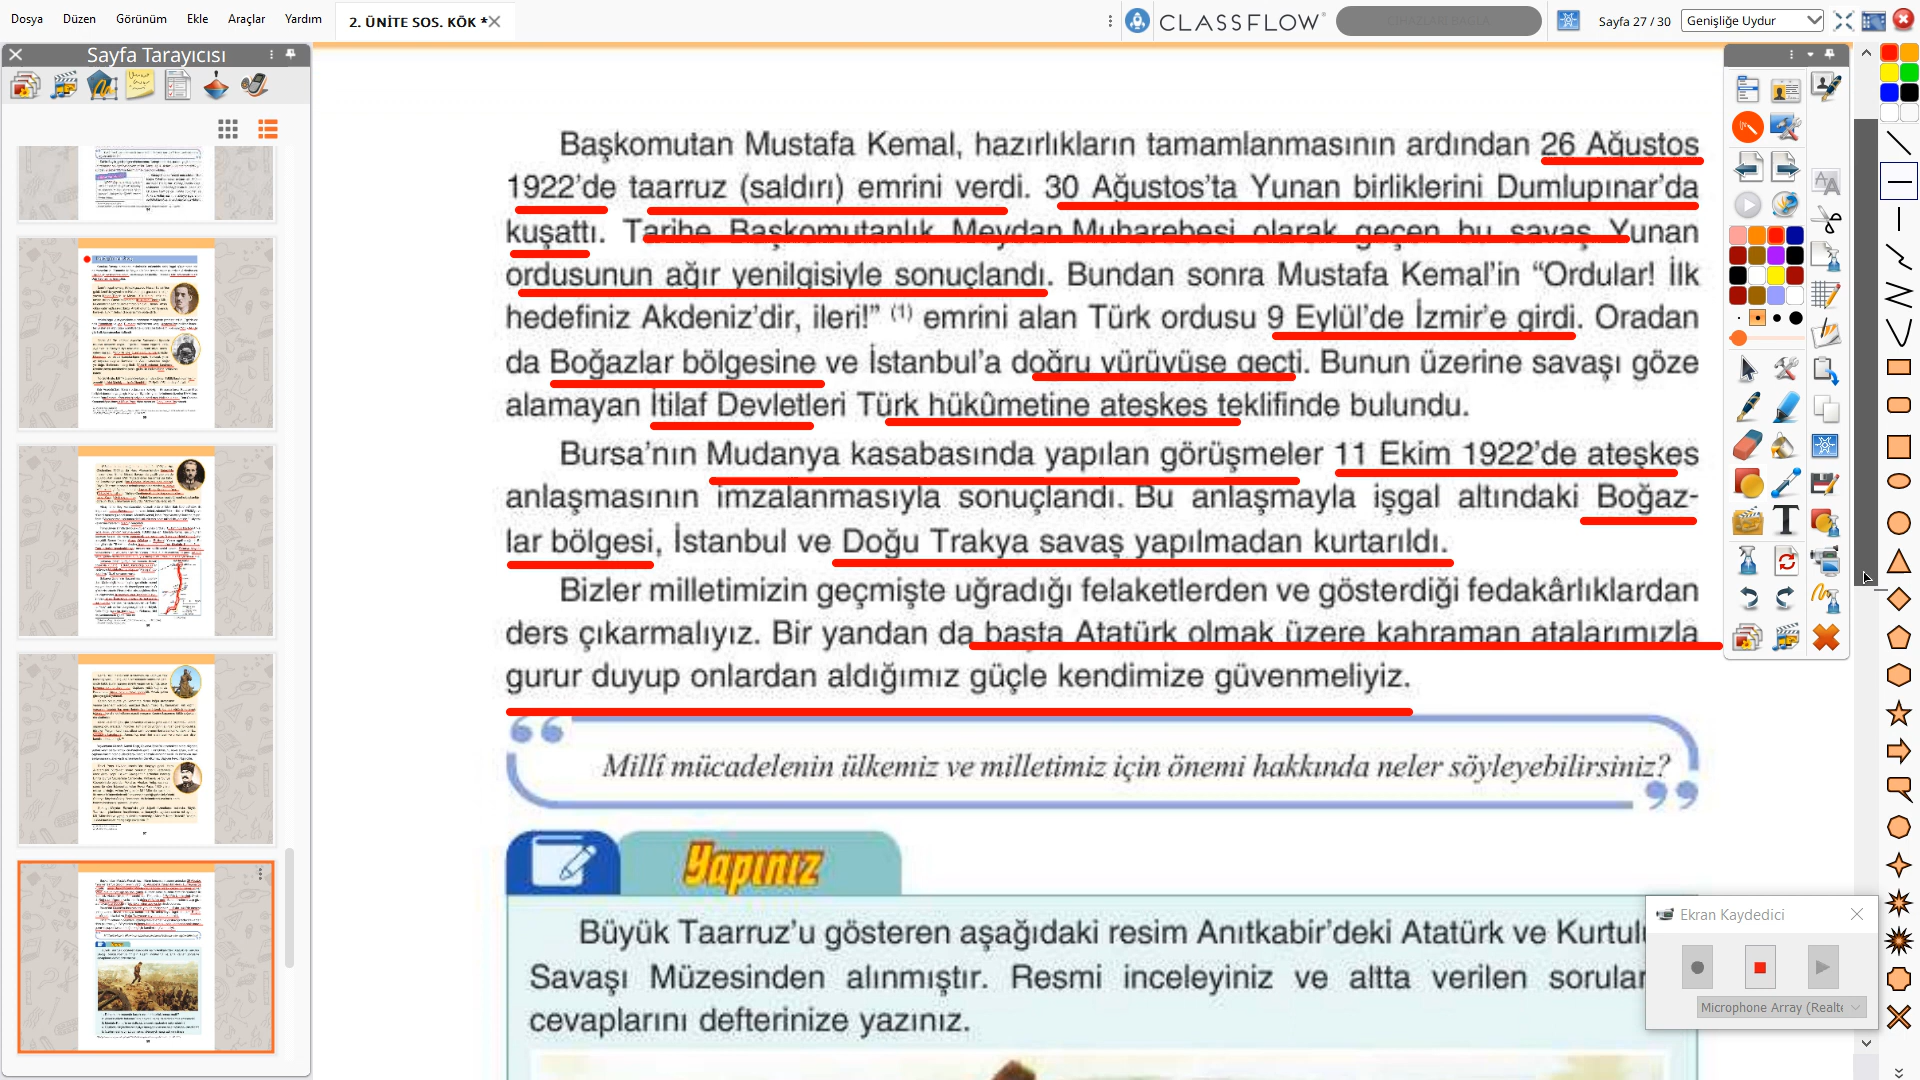 Dosya Düzen Görünüm Ekle Araçlar Yardım
2. ÜNİTE SOS. KÖK *
CLASSFLOW
Sayfa 27 / 30
Genişliğe Uydur
Sayfa Tarayıcısı
Başkomutan Mustafa Kemal, hazırlıkların tamamlanmasının ardından 26 Ağustos
1922’de taarruz (saldırı) emrini verdi. 30 Ağustos’ta Yunan birliklerini Dumlupınar’da
kuşattı. Tarihe Başkomutanlık Meydan Muharebesi olarak geçen bu savaş Yunan
ordusunun ağır yenilgisiyle sonuçlandı. Bundan sonra Mustafa Kemal’in “Ordular! İlk
hedefiniz Akdeniz’dir, ileri!” (1) emrini alan Türk ordusu 9 Eylül’de İzmir’e girdi. Oradan
da Boğazlar bölgesine ve İstanbul’a doğru yürüyüşe geçti. Bunun üzerine savaşı göze
alamayan İtilaf Devletleri Türk hükûmetine ateşkes teklifinde bulundu.
Bursa’nın Mudanya kasabasında yapılan görüşmeler 11 Ekim 1922’de ateşkes
anlaşmasının imzalanmasıyla sonuçlandı. Bu anlaşmayla işgal altındaki Boğaz-
lar bölgesi, İstanbul ve Doğu Trakya savaş yapılmadan kurtarıldı.
Bizler milletimizin geçmişte uğradığı felaketlerden ve gösterdiği fedakârlıklardan
ders çıkarmalıyız. Bir yandan da başta Atatürk olmak üzere kahraman atalarımızla
gurur duyup onlardan aldığımız güçle kendimize güvenmeliyiz.
Millî mücadelenin ülkemiz ve milletimiz için önemi hakkında neler söyleyebilirsiniz?
Yapınız
Büyük Taarruz’u gösteren aşağıdaki resim Anıtkabir’deki Atatürk ve Kurtul
Savaşı Müzesinden alınmıştır. Resmi inceleyiniz ve altta verilen sorular
cevaplarını defterinize yazınız.
Ekran Kaydedici
Microphone Array (Realte